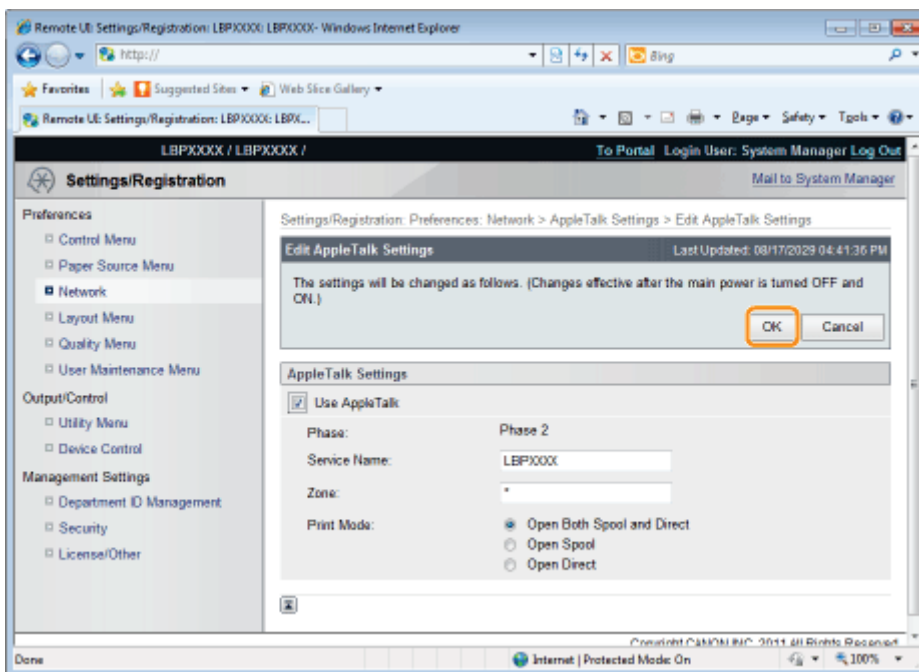 Remote UI: Settings/Registration: LBPXXXX: LBPXXXX- Windows Internet Explorer
http://
Bing
Favorites Suggested Sites Web Slice Gallery
Remote UI: Settings/Registration: LBPXXXX: LBPX...
Page Safety Tools
LBPXXXX / LBPXXXX /
To Portal Login User: System Manager Log Out
Settings/Registration
Mail to System Manager
Preferences
Control Menu
Paper Source Menu
Network
Layout Menu
Quality Menu
User Maintenance Menu
Output/Control
Utility Menu
Device Control
Management Settings
Department ID Management
Security
License/Other
Settings/Registration: Preferences: Network > AppleTalk Settings > Edit AppleTalk Settings
Edit AppleTalk Settings
Last Updated: 08/17/2029 04:41:36 PM
The settings will be changed as follows. (Changes effective after the main power is turned OFF and
ON.)
OK Cancel
AppleTalk Settings
Use AppleTalk
Phase: Phase 2
Service Name: LBPXXXX
Zone: *
Print Mode: Open Both Spool and Direct
Open Spool
Open Direct
Copyright CANON INC. 2011 All Rights Reserved
Done
Internet | Protected Mode: On
100%